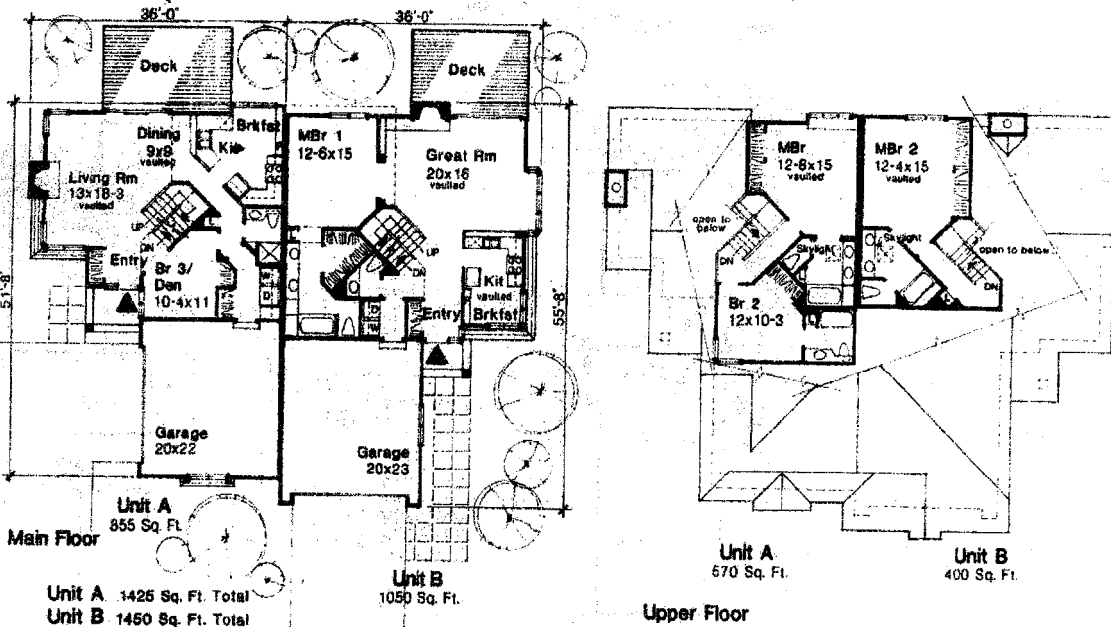 36'-0"
36'-0"
Deck
Deck
Dining
9x9
vaulted
Brkfst
Kit
Living Rm
13x18-3
vaulted
UP
DN
Entry
Br 3/
Den
10-4x11
W
D
Garage
20x22
51'-8"
MBr 1
12-6x15
Great Rm
20x16
vaulted
UP
DN
Kit
vaulted
Brkfst
Entry
Garage
20x23
55'-8"
Unit A
855 Sq. Ft.
Main Floor
Unit B
1050 Sq. Ft.
Unit A 1425 Sq. Ft. Total
Unit B 1450 Sq. Ft. Total
MBr
12-8x15
vaulted
MBr 2
12-4x15
vaulted
open to
below
DN
Skylight
Skylight
open to below
DN
Br 2
12x10-3
Unit A
570 Sq. Ft.
Unit B
400 Sq. Ft.
Upper Floor